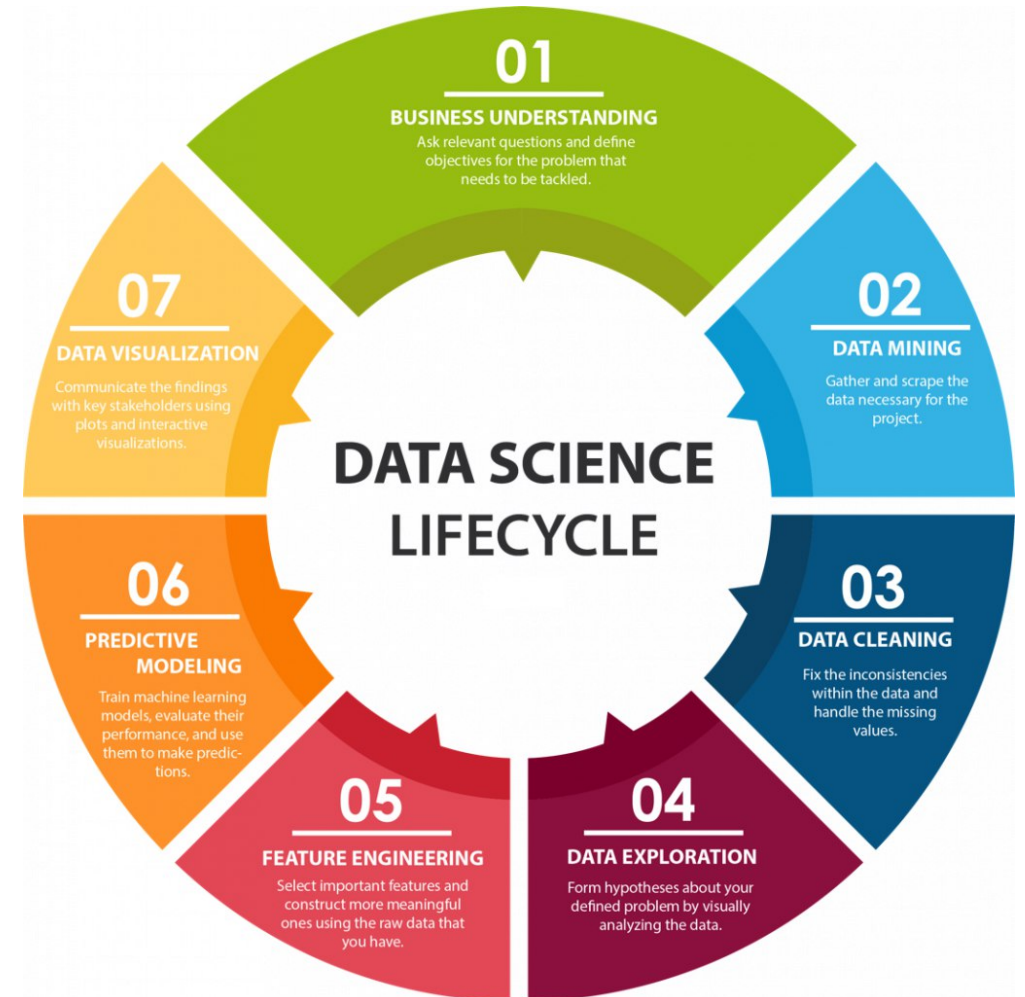 01
BUSINESS UNDERSTANDING
Ask relevant questions and define
objectives for the problem that
needs to be tackled.
02
DATA MINING
Gather and scrape the
data necessary for the
project.
03
DATA CLEANING
Fix the inconsistencies
within the data and
handle the missing
values.
04
DATA EXPLORATION
Form hypotheses about your
defined problem by visually
analyzing the data.
05
FEATURE ENGINEERING
Select important features and
construct more meaningful
ones using the raw data that
you have.
06
PREDICTIVE
MODELING
Train machine learning
models, evaluate their
performance, and use
them to make predic-
tions.
07
DATA VISUALIZATION
Communicate the findings
with key stakeholders using
plots and interactive
visualizations.
DATA SCIENCE
LIFECYCLE